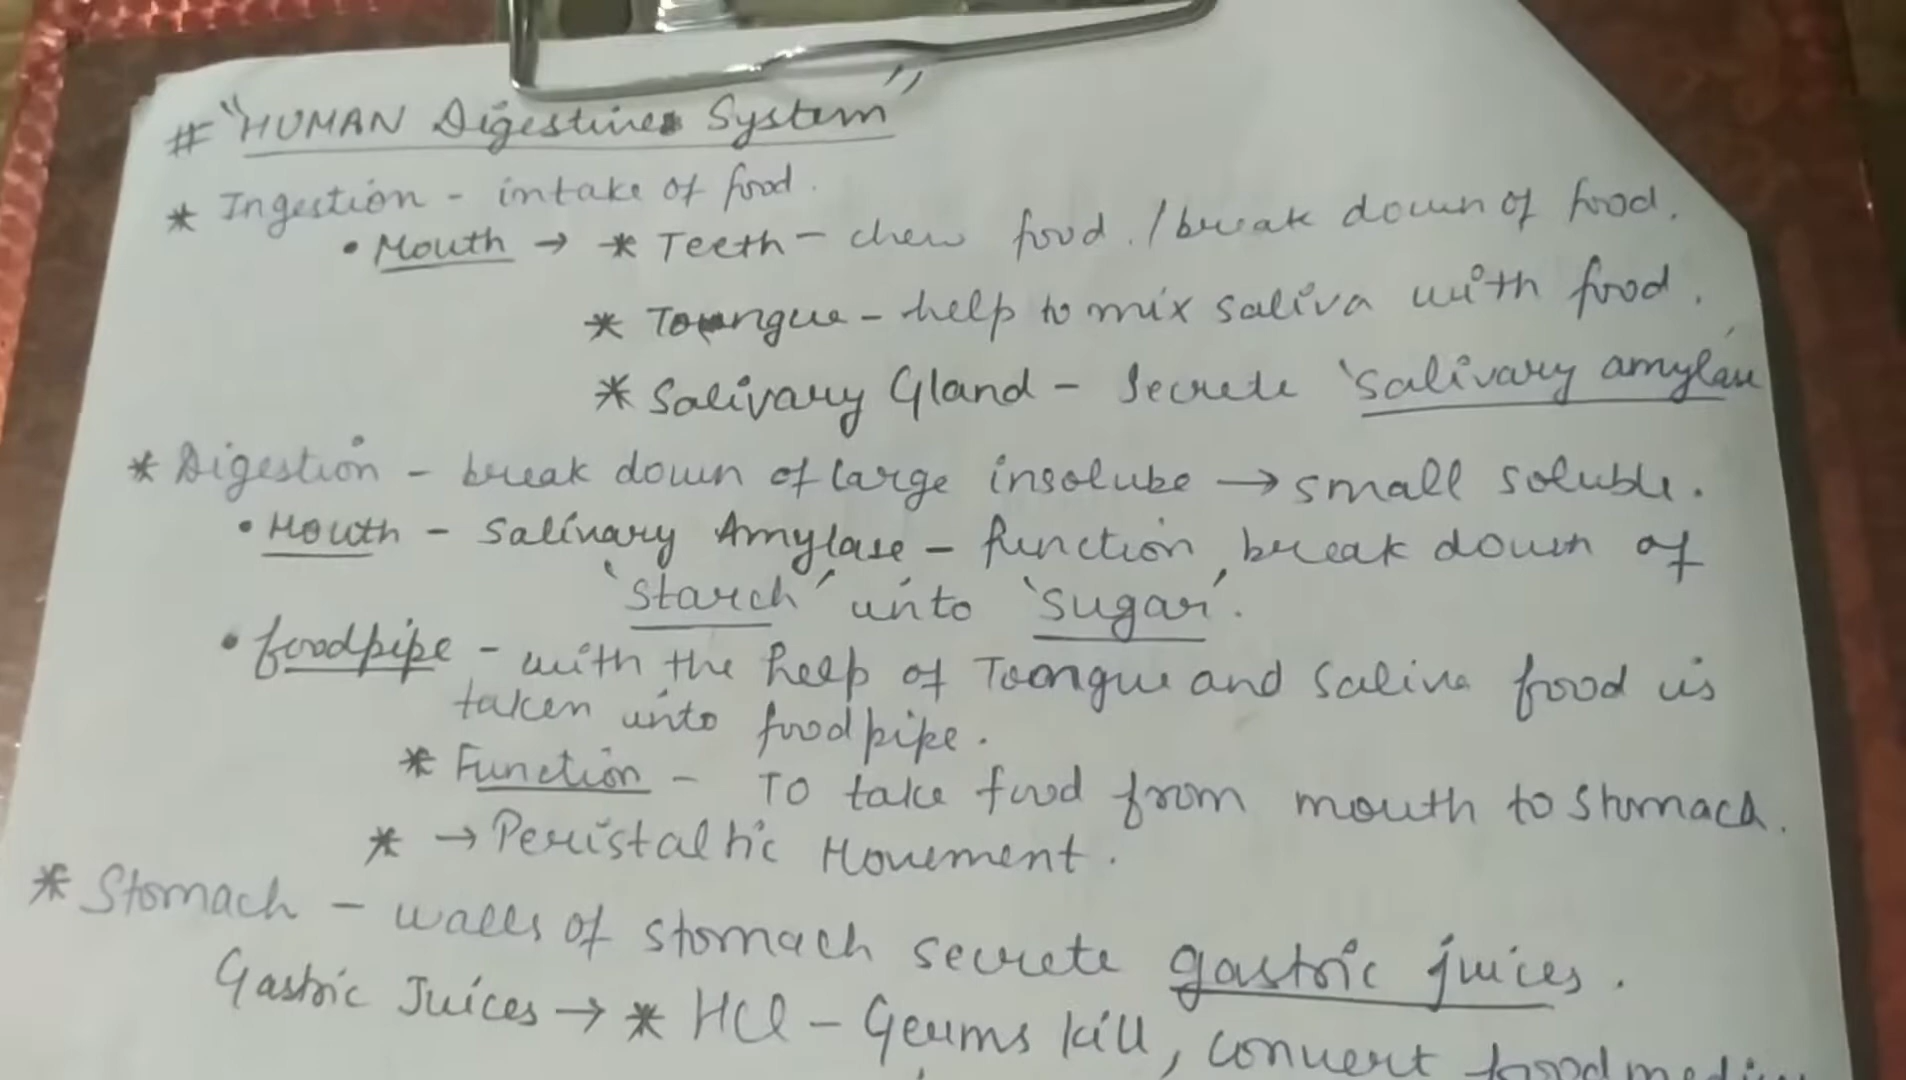 # "HUMAN Digestive System"
* Ingestion - intake of food.
• Mouth → * Teeth - chew food. / break down of food.
* Toungue - help to mix saliva with food.
* Salivary Gland - Secrete 'salivary amylase
* Digestion - break down of large insolube → small soluble.
• Mouth - Salivary Amylase - function, break down of
'starch' into 'sugar'.
• foodpipe - with the help of Toongue and Saliva food is
taken into foodpipe.
* Function - To take food from mouth to stomach.
* → Peristaltic Movement.
* Stomach - walls of stomach secrete gastric juices.
Gastric Juices → * HCl - Germs kill, convert food